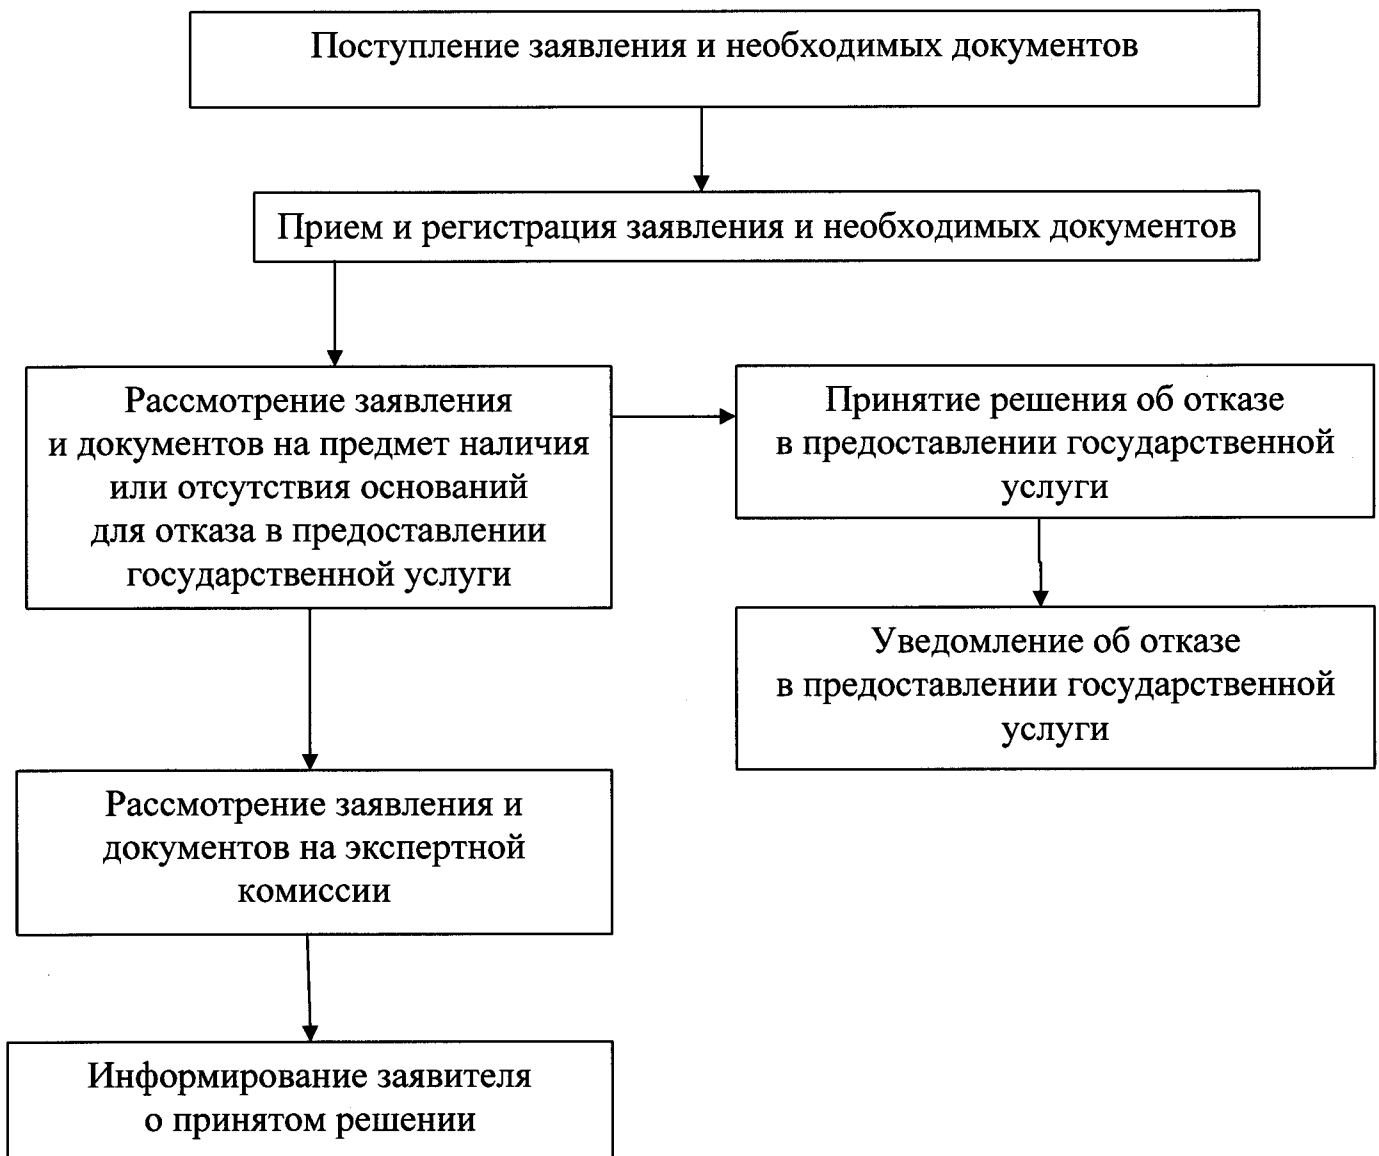 Поступление заявления и необходимых документов
Прием и регистрация заявления и необходимых документов
Рассмотрение заявления
и документов на предмет наличия
или отсутствия оснований
для отказа в предоставлении
государственной услуги
Принятие решения об отказе
в предоставлении государственной
услуги
Уведомление об отказе
в предоставлении государственной
услуги
Рассмотрение заявления и
документов на экспертной
комиссии
Информирование заявителя
о принятом решении